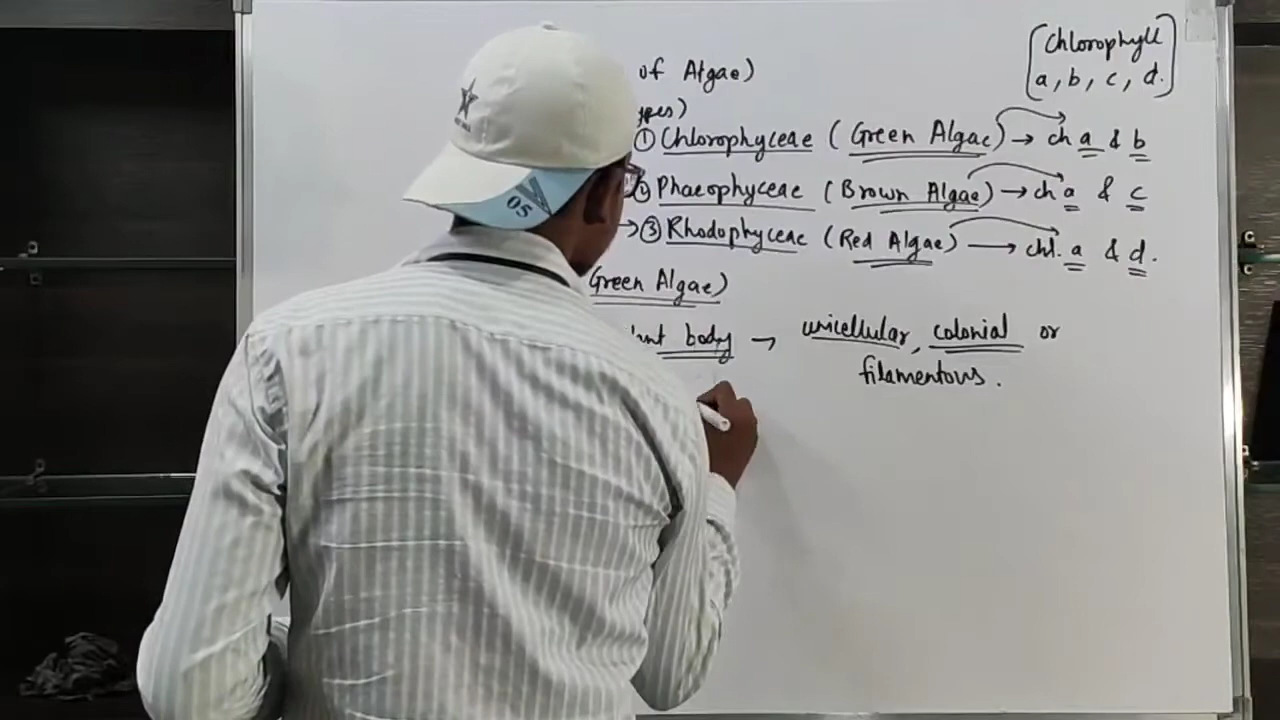 [Chlorophyll
a, b, c, d.]
of Algae)
ypes)
① Chlorophyceae (Green Algae) → ch a & b
Phaeophyceae (Brown Algae) → ch a & c
→ ③ Rhodophyceae (Red Algae) → chl. a & d.
Green Algae)
body → unicellular, colonial or
filamentous.
05